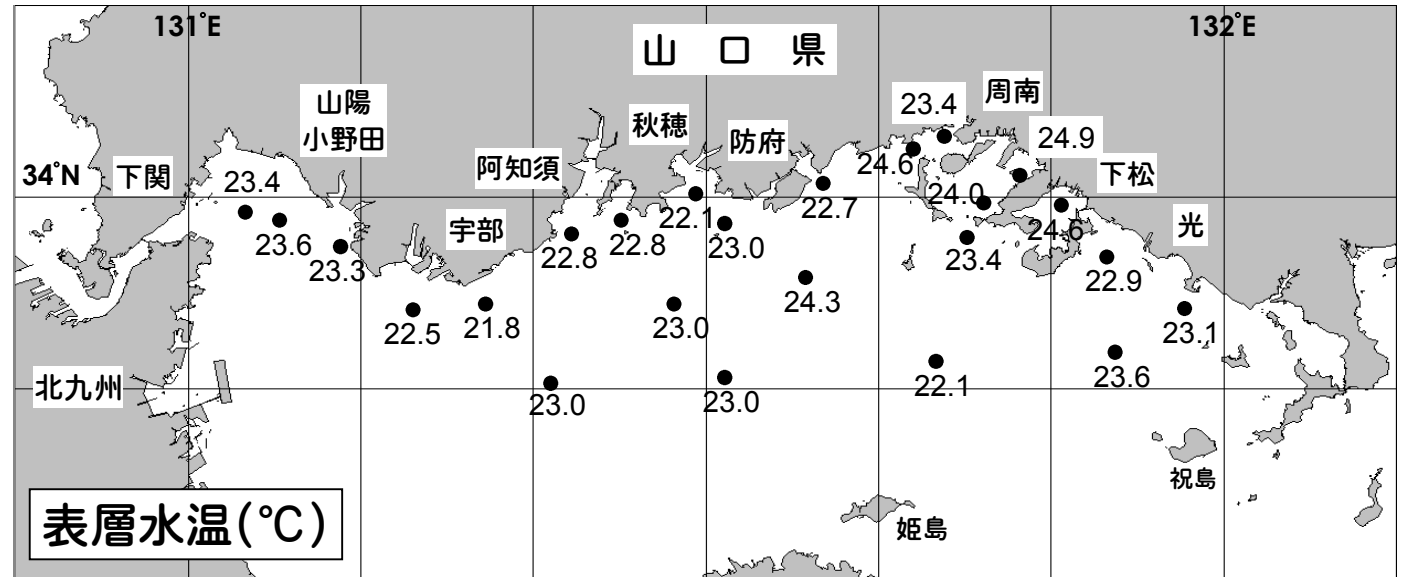 131°E
132°E
山 口 県
山陽
小野田
秋穂
防府
周南
23.4
24.9
24.6
34°N
下関
阿知須
下松
23.4
24.0
22.1
22.7
宇部
光
23.6
23.3
22.8
22.8
23.0
23.4
24.6
22.9
24.3
22.5
21.8
23.0
23.1
北九州
23.0
23.0
22.1
23.6
祝島
姫島
表層水温(℃)